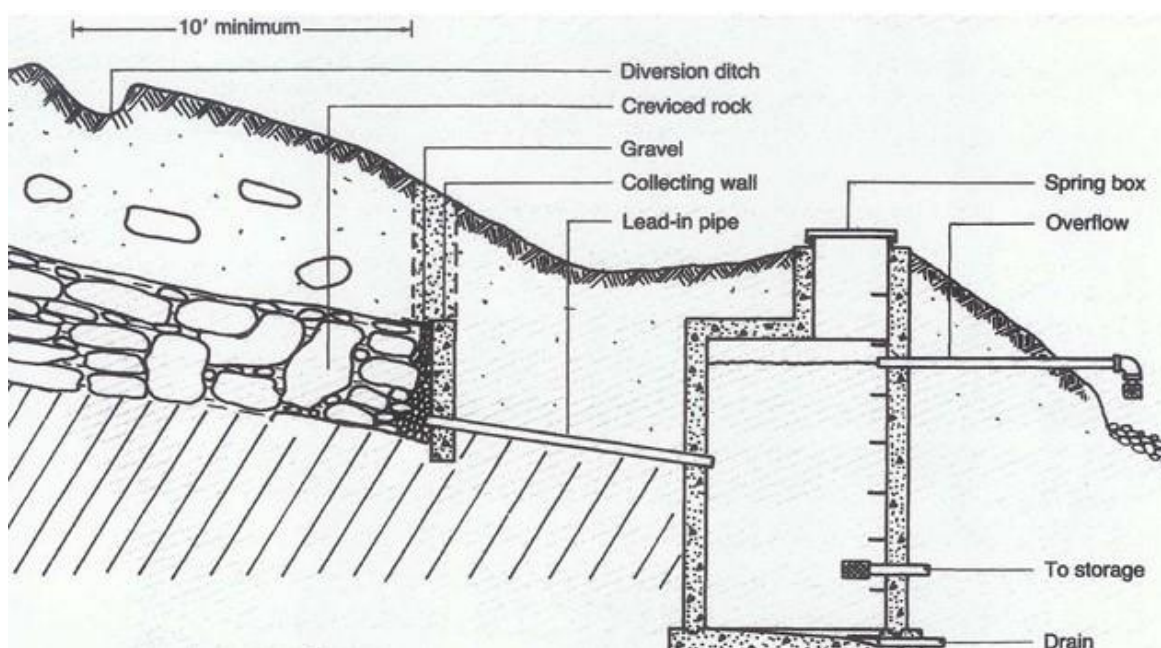 10' minimum
Diversion ditch
Creviced rock
Gravel
Collecting wall
Lead-in pipe
Spring box
Overflow
To storage
Drain